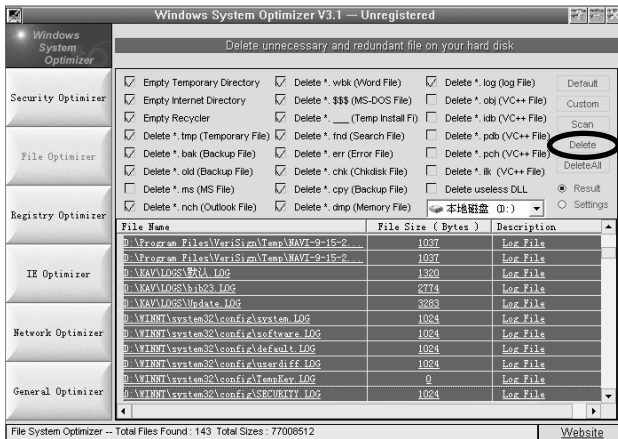 Windows System Optimizer V3.1 — Unregistered
Windows
System
Optimizer
Delete unnecessary and redundant file on your hard disk
Security Optimizer
File Optimizer
Registry Optimizer
IE Optimizer
Network Optimizer
General Optimizer
Empty Temporary Directory
Empty Internet Directory
Empty Recycler
Delete *. tmp (Temporary File)
Delete *. bak (Backup File)
Delete *. old (Backup File)
Delete *. ms (MS File)
Delete *. nch (Outlook File)
Delete *. wbk (Word File)
Delete *. $$$ (MS-DOS File)
Delete *. ___ (Temp Install Fi)
Delete *. fnd (Search File)
Delete *. err (Error File)
Delete *. chk (Chkdisk File)
Delete *. cpy (Backup File)
Delete *. dmp (Memory File)
Delete *. log (log File)
Delete *. obj (VC++ File)
Delete *. idb (VC++ File)
Delete *. pdb (VC++ File)
Delete *. pch (VC++ File)
Delete *. ilk (VC++ File)
Delete useless DLL
本地磁盘 (D:)
Default
Custom
Scan
Delete
DeleteAll
Result
Settings
File Name File Size ( Bytes ) Description
D:\Program Files\VeriSign\Temp\NAVI-9-15-2... 1037 Log File
D:\Program Files\VeriSign\Temp\NAVI-9-15-2... 1037 Log File
D:\KAV\LOGS\默认.LOG 1320 Log File
D:\KAV\LOGS\bib23.LOG 2774 Log File
D:\KAV\LOGS\Update.LOG 3283 Log File
D:\WINNT\system32\config\system.LOG 1024 Log File
D:\WINNT\system32\config\software.LOG 1024 Log File
D:\WINNT\system32\config\default.LOG 1024 Log File
D:\WINNT\system32\config\userdiff.LOG 1024 Log File
D:\WINNT\system32\config\TempKey.LOG 0 Log File
D:\WINNT\system32\config\SECURITY.LOG 1024 Log File
File System Optimizer -- Total Files Found : 143 Total Sizes : 77008512
Website